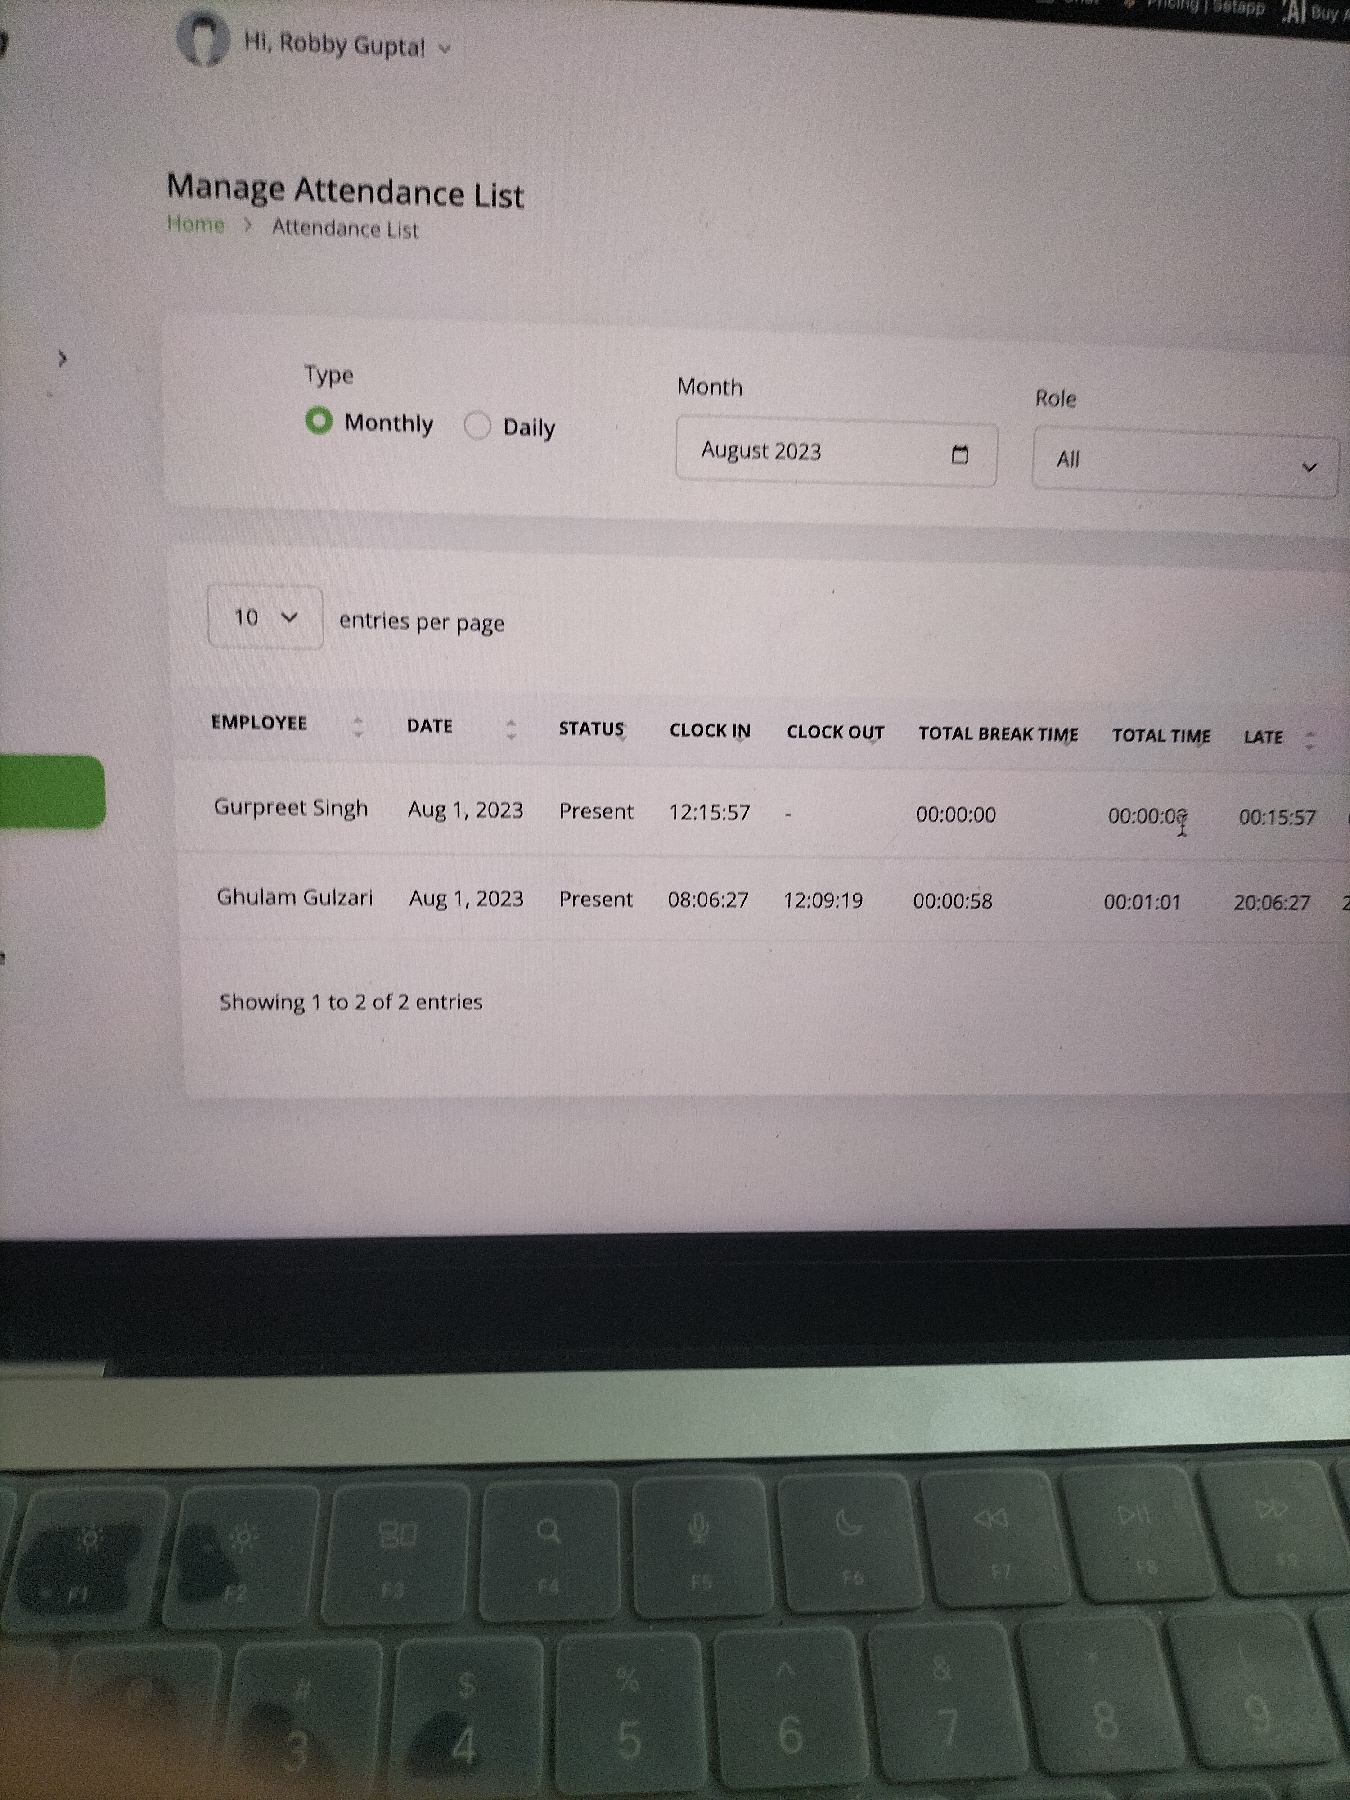 Pricing | Setapp Buy
Hi, Robby Gupta!
Manage Attendance List
Home > Attendance List
Type
Monthly Daily
Month
August 2023
Role
All
10 entries per page
EMPLOYEE DATE STATUS CLOCK IN CLOCK OUT TOTAL BREAK TIME TOTAL TIME LATE
Gurpreet Singh Aug 1, 2023 Present 12:15:57 - 00:00:00 00:00:00 00:15:57
Ghulam Gulzari Aug 1, 2023 Present 08:06:27 12:09:19 00:00:58 00:01:01 20:06:27 2
Showing 1 to 2 of 2 entries
F1 F2 F3 F4 F5 F6 F7 F8 F9
# $ % ^ & *
3 4 5 6 7 8 9